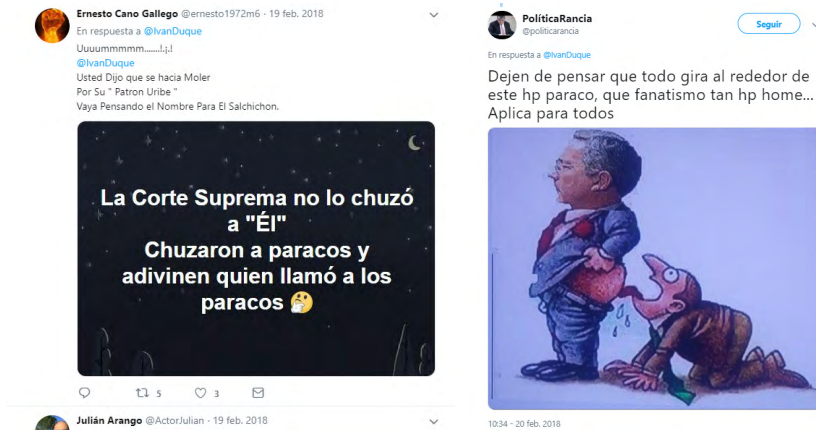 Ernesto Cano Gallego @ernesto1972m6 · 19 feb. 2018
En respuesta a @IvanDuque
Uuuummmmm.......!.¡.!
@IvanDuque
Usted Dijo que se hacia Moler
Por Su " Patron Uribe "
Vaya Pensando el Nombre Para El Salchichon.
La Corte Suprema no lo chuzó
a "Él"
Chuzaron a paracos y
adivinen quien llamó a los
paracos 🤔
5
3
Julián Arango @ActorJulian · 19 feb. 2018
PolíticaRancia
@politicarancia
Seguir
En respuesta a @IvanDuque
Dejen de pensar que todo gira al rededor de
este hp paraco, que fanatismo tan hp home...
Aplica para todos
10:34 - 20 feb. 2018